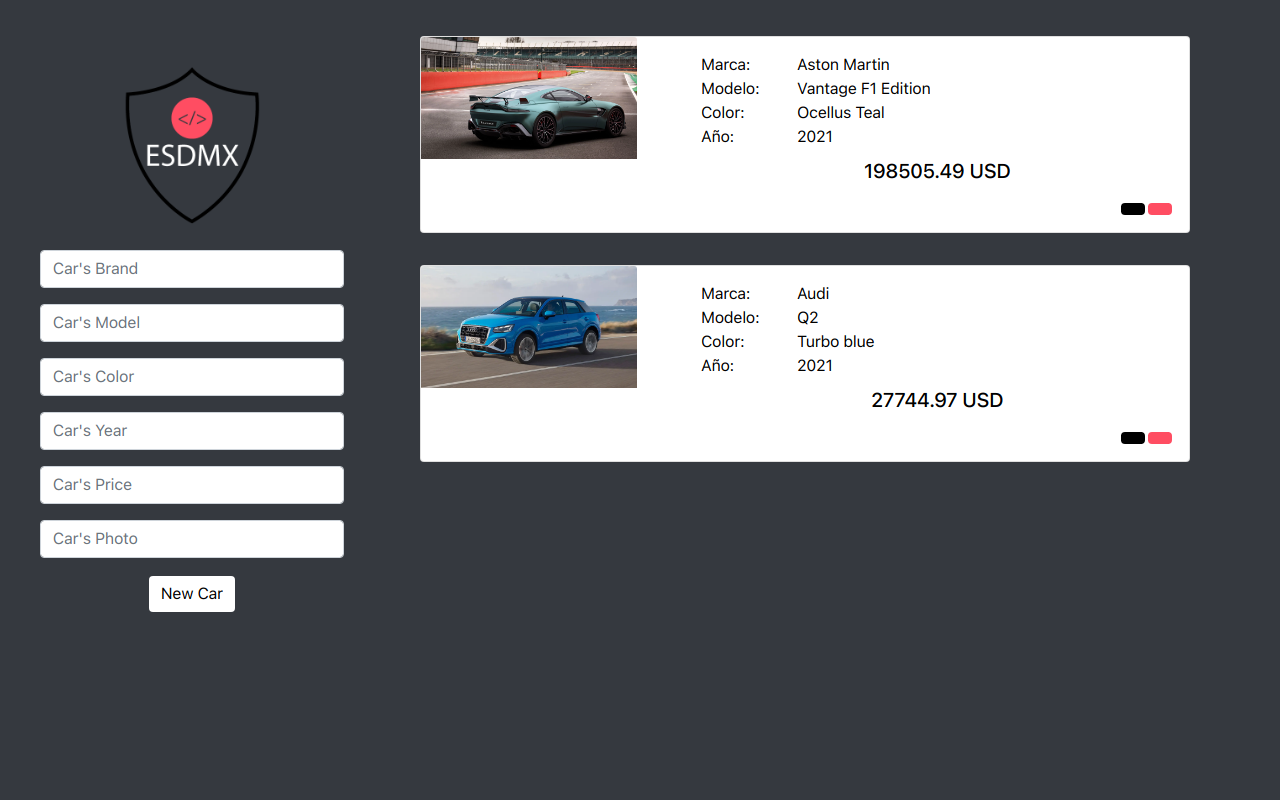 </>
ESDMX
Car's Brand
Car's Model
Car's Color
Car's Year
Car's Price
Car's Photo
New Car
Marca: Aston Martin
Modelo: Vantage F1 Edition
Color: Ocellus Teal
Año: 2021
198505.49 USD
Marca: Audi
Modelo: Q2
Color: Turbo blue
Año: 2021
27744.97 USD